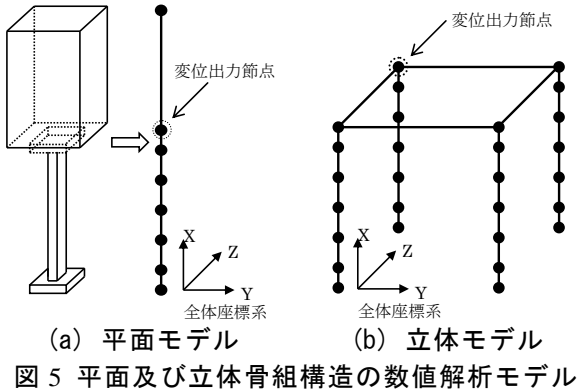 変位出力節点
X
Z
Y
全体座標系
(a) 平面モデル
変位出力節点
X
Z
Y
全体座標系
(b) 立体モデル
図 5 平面及び立体骨組構造の数値解析モデル